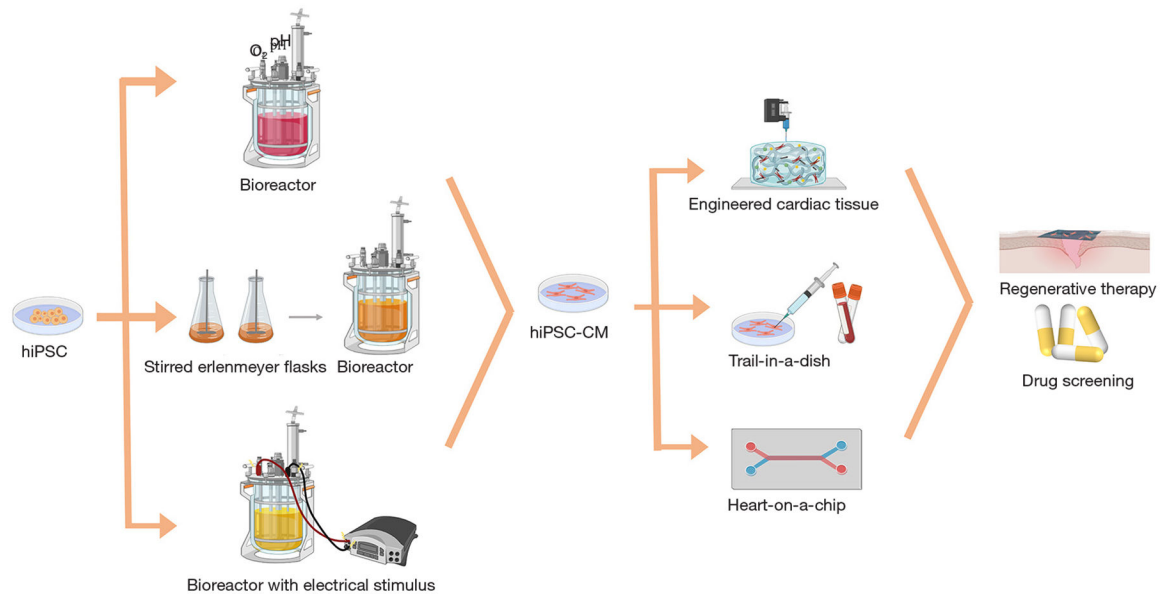 O2 pH
Bioreactor
hiPSC
Stirred erlenmeyer flasks
Bioreactor
Bioreactor with electrical stimulus
hiPSC-CM
Engineered cardiac tissue
Trail-in-a-dish
Heart-on-a-chip
Regenerative therapy
Drug screening